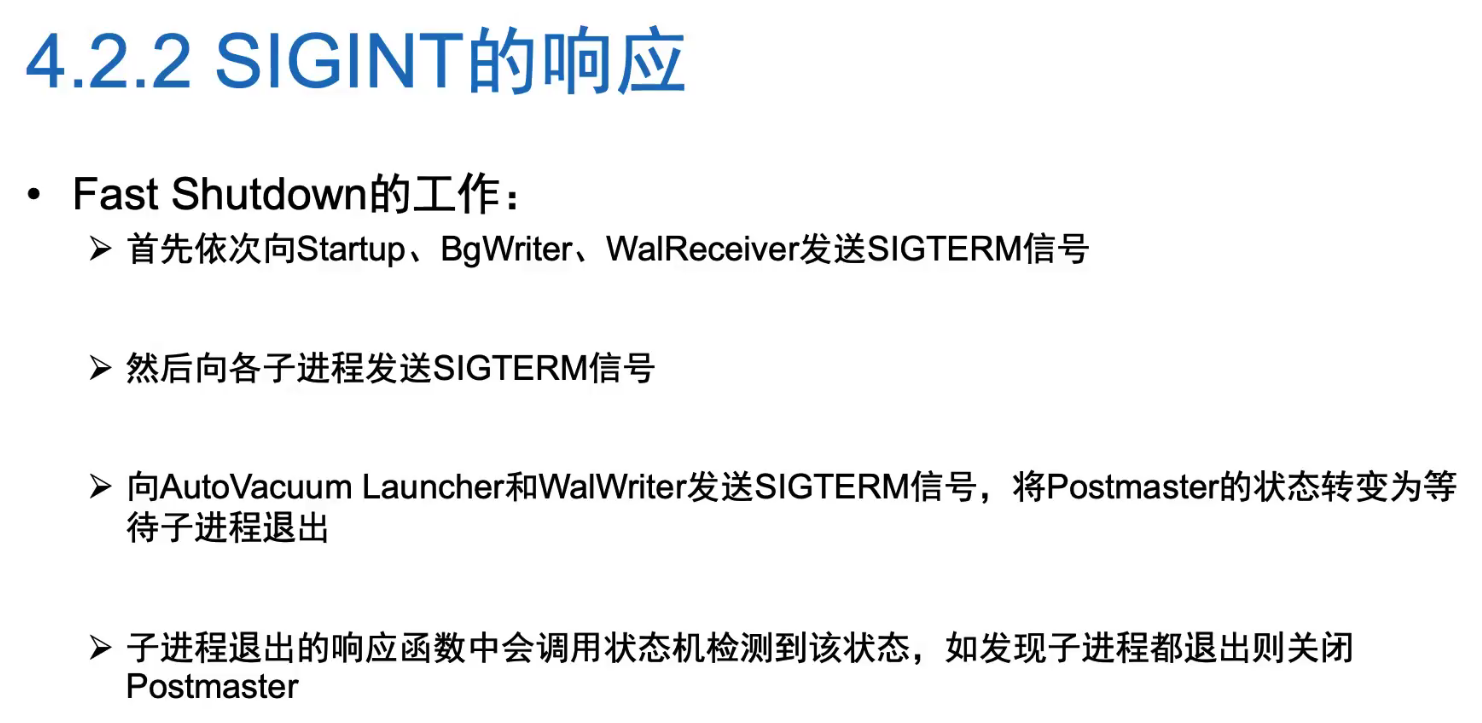 4.2.2 SIGINT的响应
• Fast Shutdown的工作：
➢ 首先依次向Startup、BgWriter、WalReceiver发送SIGTERM信号
➢ 然后向各子进程发送SIGTERM信号
➢ 向AutoVacuum Launcher和WalWriter发送SIGTERM信号，将Postmaster的状态转变为等
待子进程退出
➢ 子进程退出的响应函数中会调用状态机检测到该状态，如发现子进程都退出则关闭
Postmaster